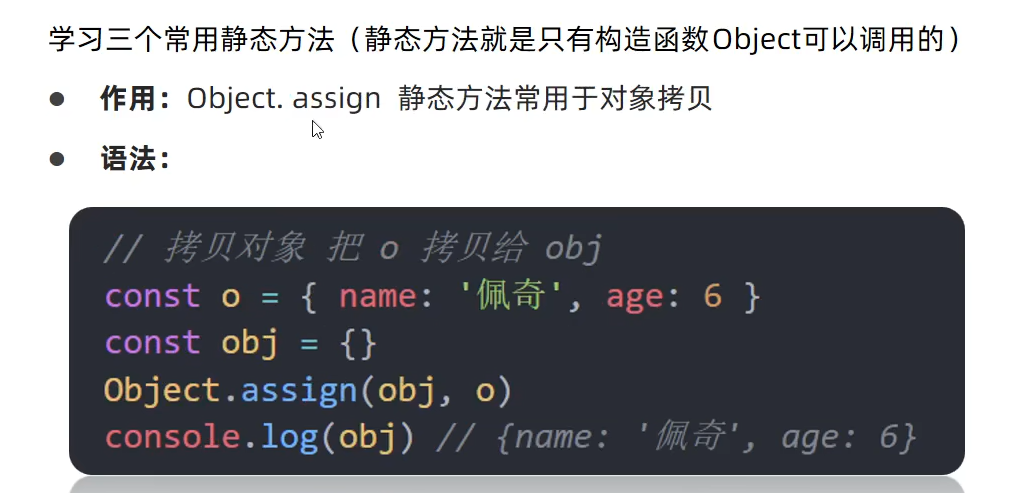 学习三个常用静态方法（静态方法就是只有构造函数Object可以调用的）
● 作用：Object. assign 静态方法常用于对象拷贝
● 语法：
// 拷贝对象 把 o 拷贝给 obj
const o = { name: '佩奇', age: 6 }
const obj = {}
Object.assign(obj, o)
console.log(obj) // {name: '佩奇', age: 6}